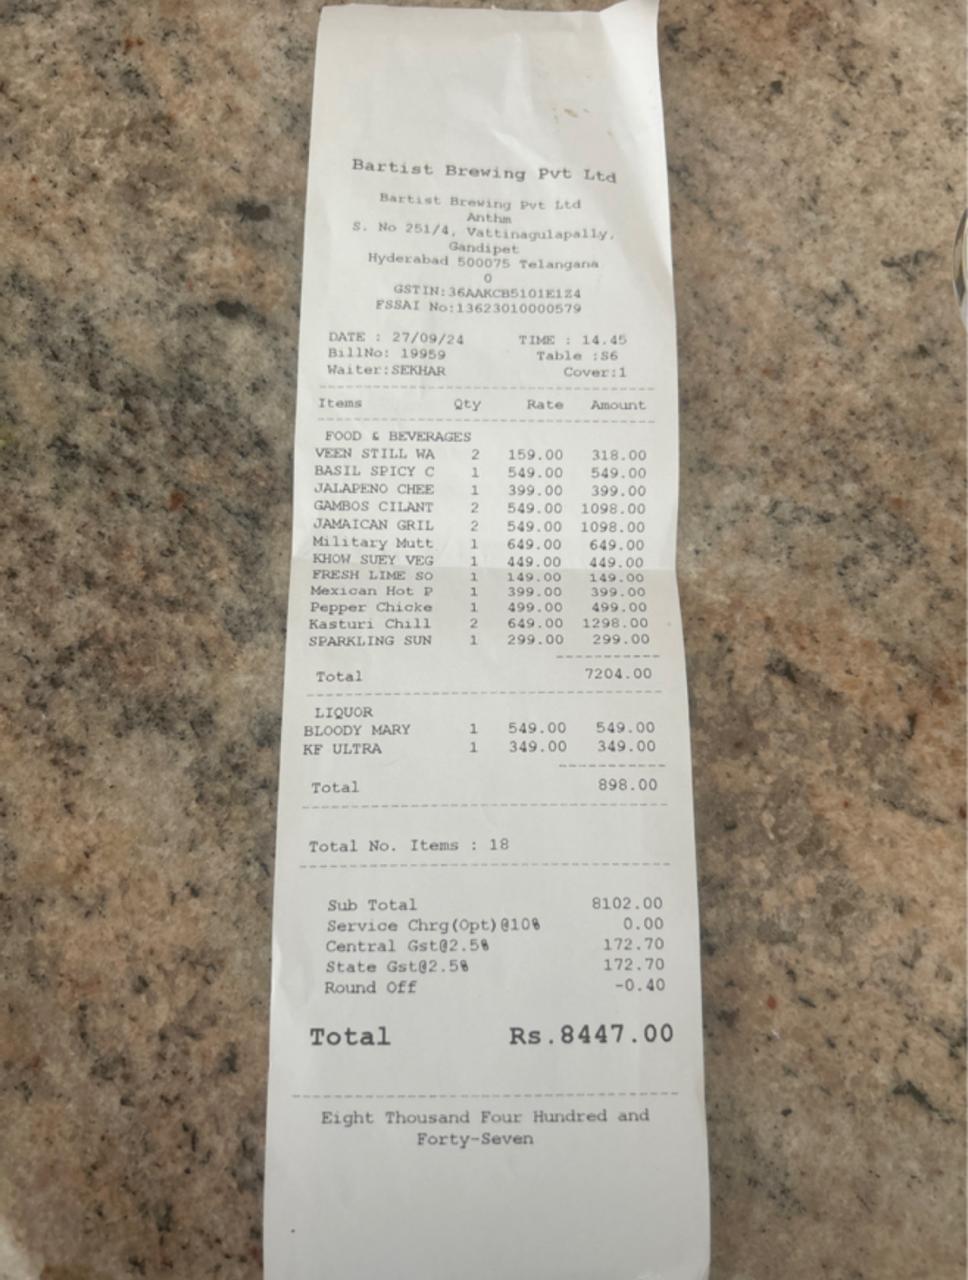 Bartist Brewing Pvt Ltd
Bartist Brewing Pvt Ltd
Anthm
S. No 251/4, Vattinagulapally,
Gandipet
Hyderabad 500075 Telangana
0
GSTIN:36AAKCB5101E1Z4
FSSAI No:13623010000579
DATE : 27/09/24 TIME : 14.45
BillNo: 19959 Table :S6
Waiter:SEKHAR Cover:1
Items Qty Rate Amount
FOOD & BEVERAGES
VEEN STILL WA 2 159.00 318.00
BASIL SPICY C 1 549.00 549.00
JALAPENO CHEE 1 399.00 399.00
GAMBOS CILANT 2 549.00 1098.00
JAMAICAN GRIL 2 549.00 1098.00
Military Mutt 1 649.00 649.00
KHOW SUEY VEG 1 449.00 449.00
FRESH LIME SO 1 149.00 149.00
Mexican Hot P 1 399.00 399.00
Pepper Chicke 1 499.00 499.00
Kasturi Chill 2 649.00 1298.00
SPARKLING SUN 1 299.00 299.00
Total 7204.00
LIQUOR
BLOODY MARY 1 549.00 549.00
KF ULTRA 1 349.00 349.00
Total 898.00
Total No. Items : 18
Sub Total 8102.00
Service Chrg(Opt)@10% 0.00
Central Gst@2.5% 172.70
State Gst@2.5% 172.70
Round Off -0.40
Total Rs.8447.00
Eight Thousand Four Hundred and
Forty-Seven